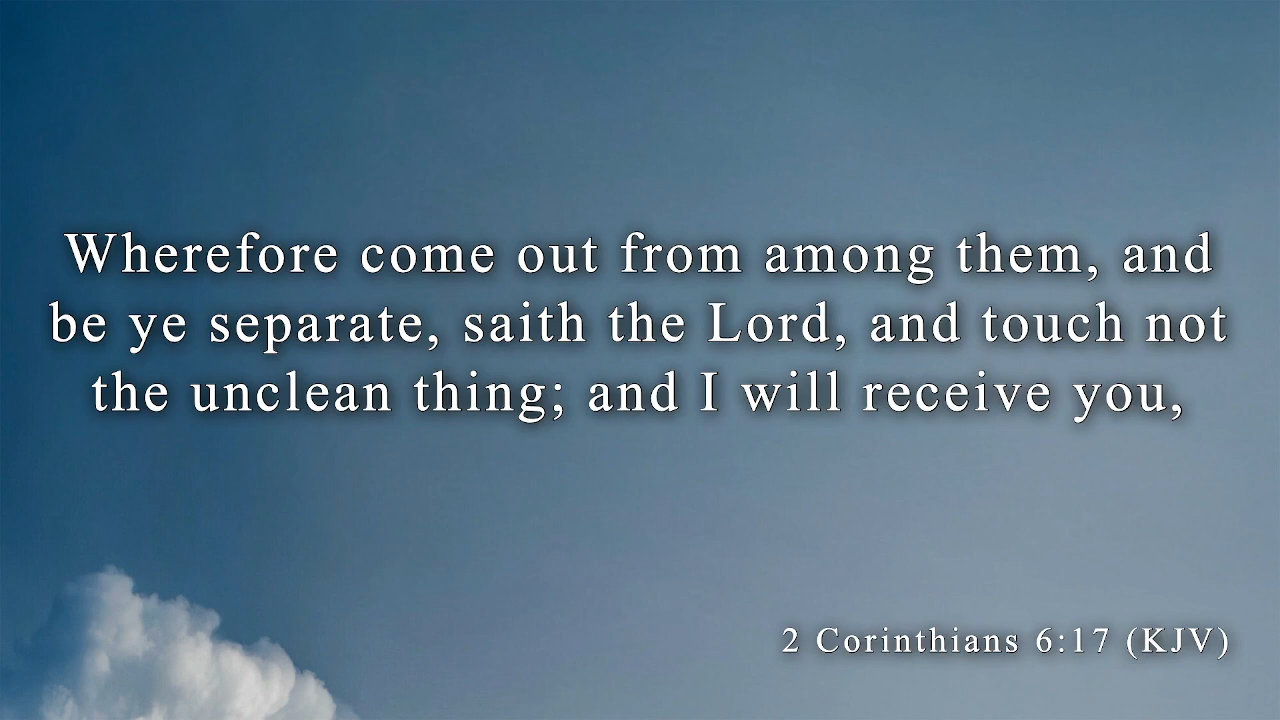 Wherefore come out from among them, and
be ye separate, saith the Lord, and touch not
the unclean thing; and I will receive you,
2 Corinthians 6:17 (KJV)